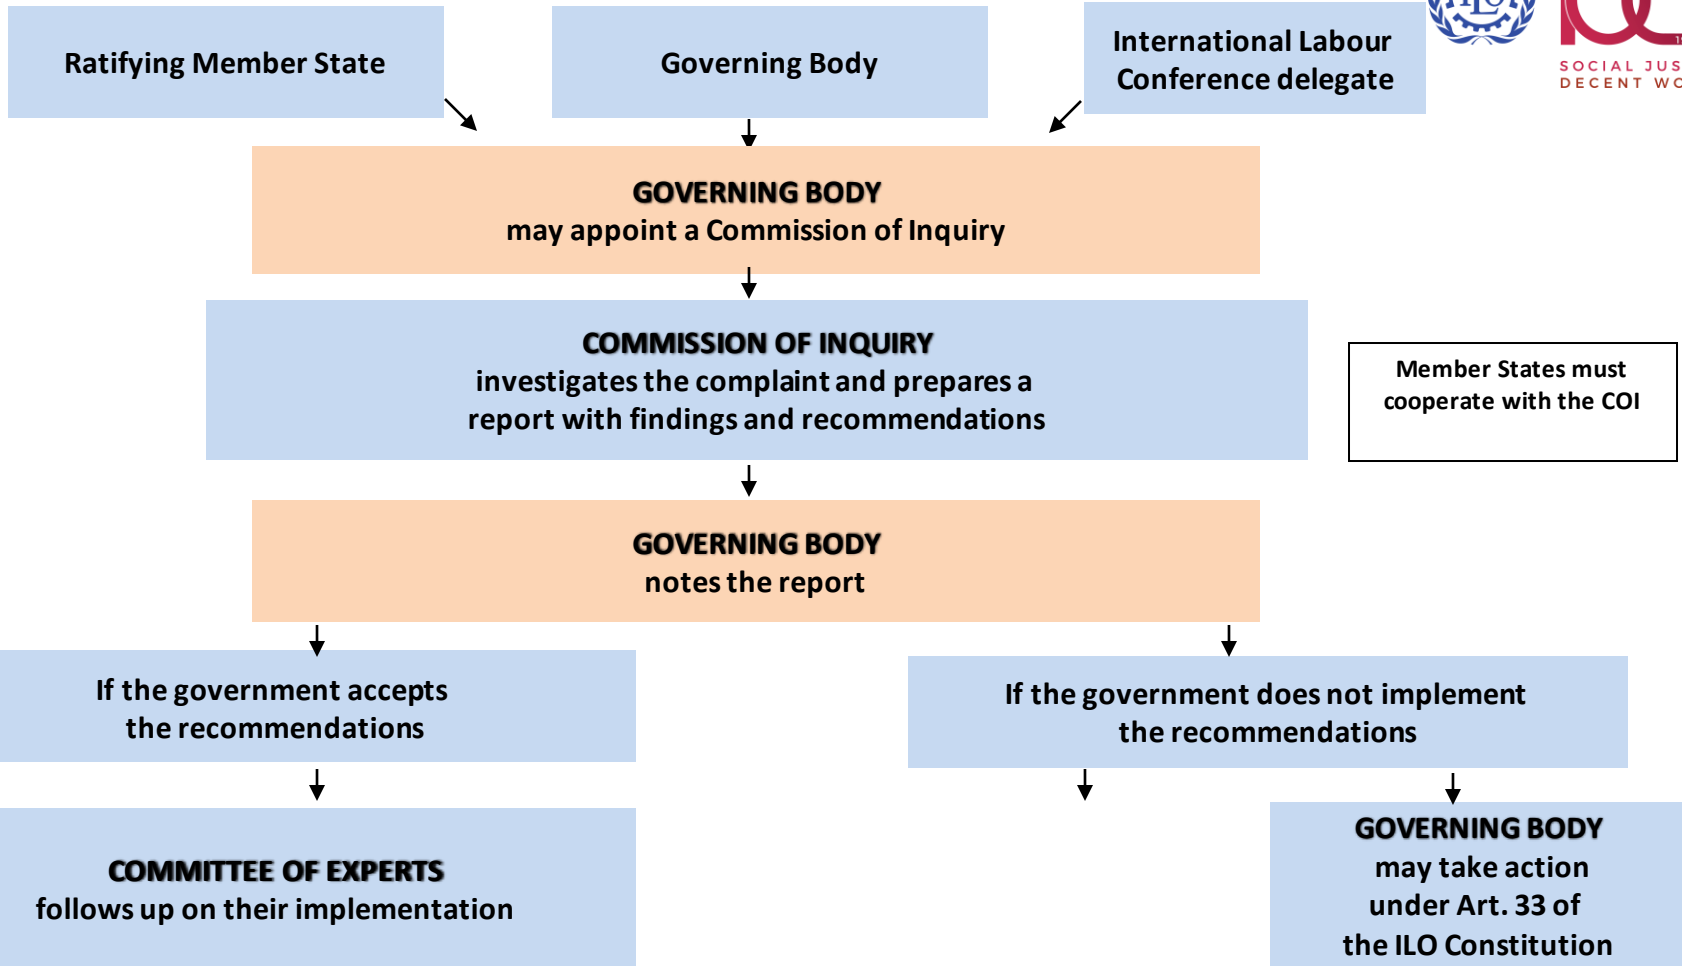 Ratifying Member State
Governing Body
International Labour
Conference delegate
ILO
SOCIAL
DECENT
GOVERNING BODY
may appoint a Commission of Inquiry
COMMISSION OF INQUIRY
investigates the complaint and prepares a
report with findings and recommendations
Member States must
cooperate with the COI
GOVERNING BODY
notes the report
If the government accepts
the recommendations
If the government does not implement
the recommendations
COMMITTEE OF EXPERTS
follows up on their implementation
GOVERNING BODY
may take action
under Art. 33 of
the ILO Constitution